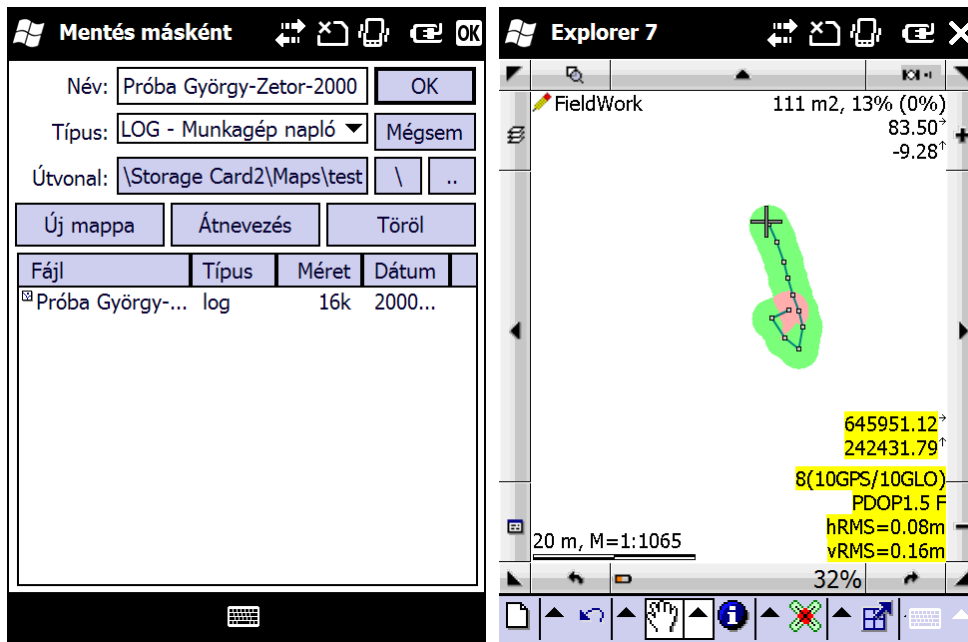 Mentés másként
OK
Név: Próba György-Zetor-2000 OK
Típus: LOG - Munkagép napló Mégsem
Útvonal: \Storage Card2\Maps\test \ ..
Új mappa Átnevezés Töröl
Fájl Típus Méret Dátum
Próba György-... log 16k 2000...
Explorer 7
FieldWork 111 m2, 13% (0%)
83.50
-9.28
645951.12
242431.79
8(10GPS/10GLO)
PDOP1.5 F
hRMS=0.08m
20 m, M=1:1065 vRMS=0.16m
32%